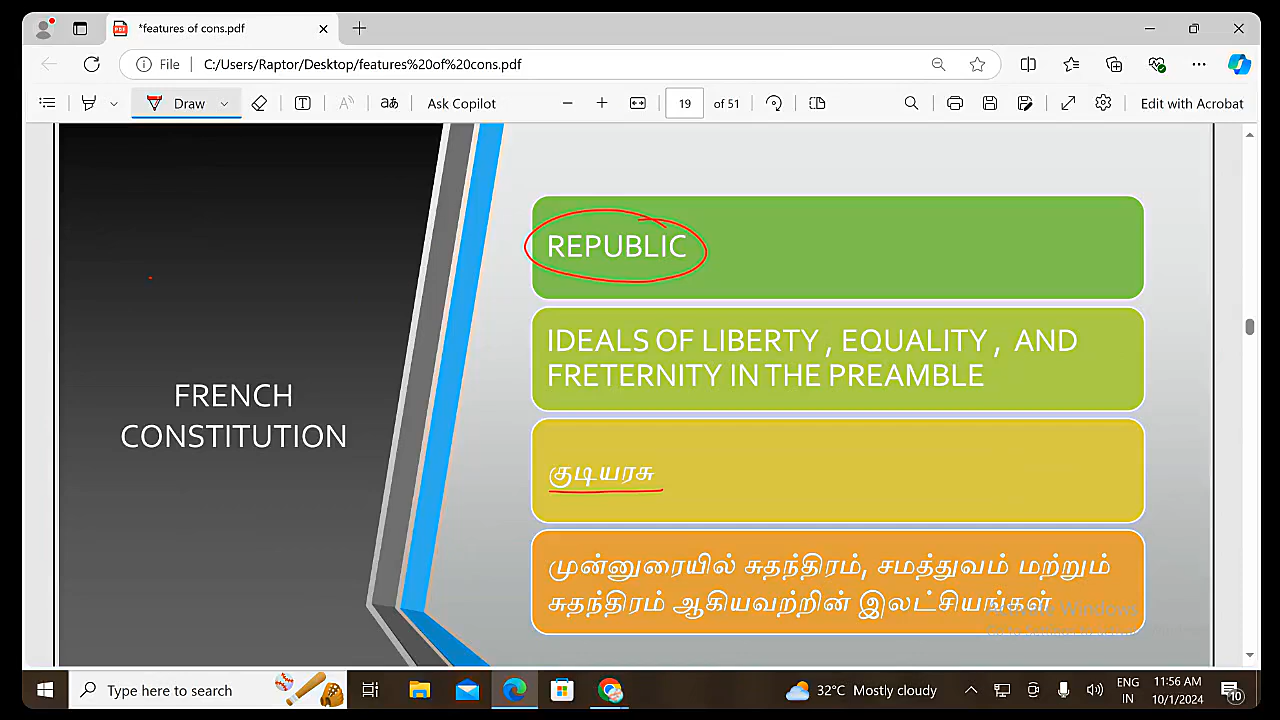 *features of cons.pdf
File
C:/Users/Raptor/Desktop/features%20of%20cons.pdf
Draw
Ask Copilot
19 of 51
Edit with Acrobat
REPUBLIC
IDEALS OF LIBERTY , EQUALITY , AND
FRETERNITY IN THE PREAMBLE
FRENCH
CONSTITUTION
குடியரசு
முன்னுரையில் சுதந்திரம், சமத்துவம் மற்றும்
சுதந்திரம் ஆகியவற்றின் இலட்சியங்கள்
Type here to search
32°C Mostly cloudy
ENG
IN
11:56 AM
10/1/2024
10